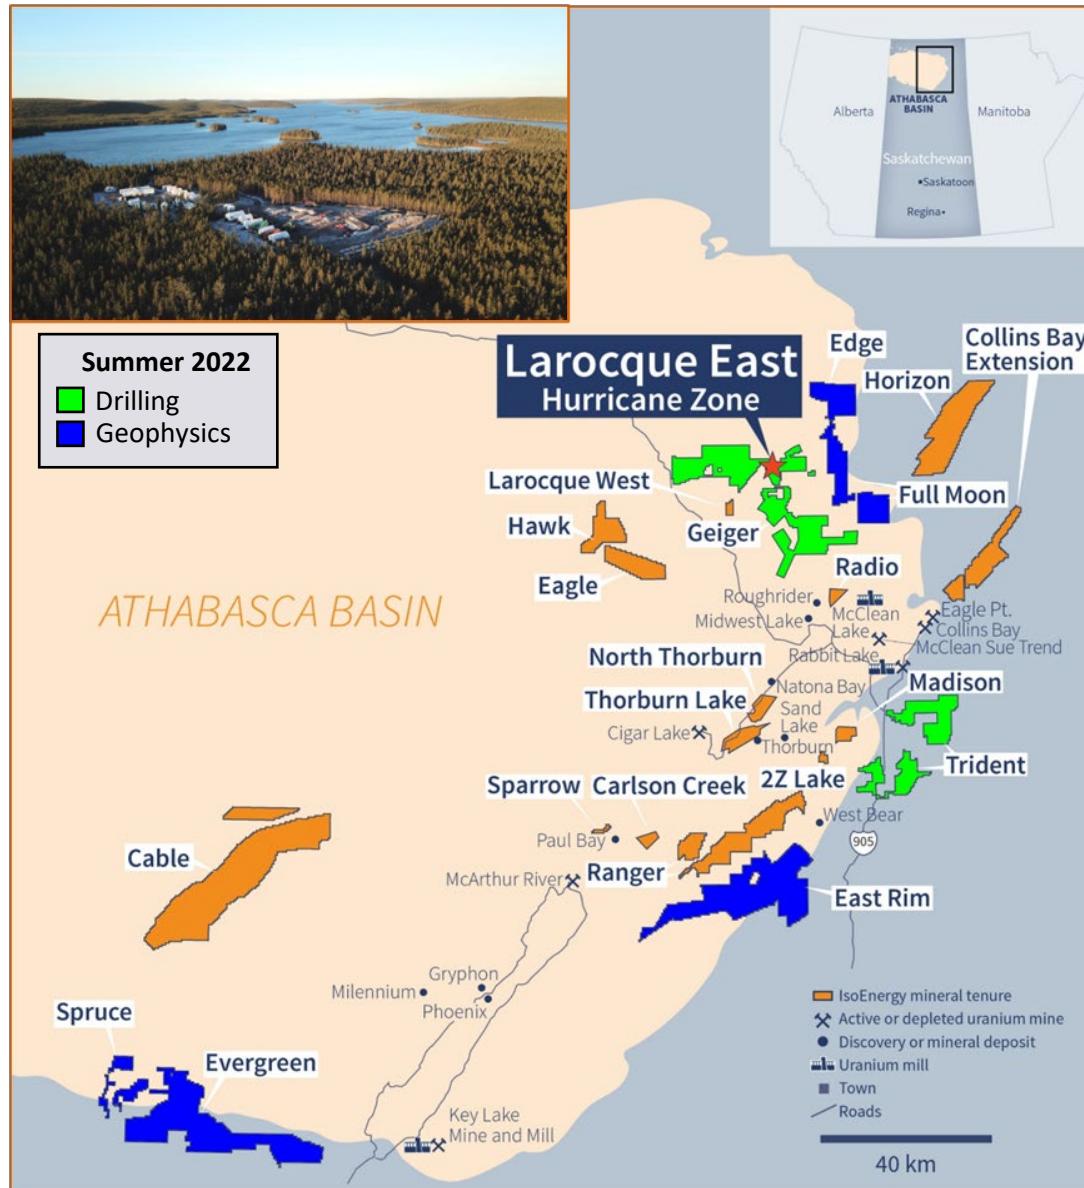 ATHABASCA
BASIN
Alberta
Manitoba
Saskatchewan
Saskatoon
Regina
Summer 2022
Drilling
Geophysics
Larocque East
Hurricane Zone
Edge
Collins Bay
Extension
Horizon
Larocque West
Full Moon
Hawk
Geiger
Eagle
Radio
ATHABASCA BASIN
Roughrider
Midwest Lake
McClean
Lake
Eagle Pt.
Collins Bay
McClean Sue Trend
Rabbit Lake
North Thorburn
Natona Bay
Madison
Thorburn Lake
Sand
Lake
Cigar Lake
Thorburn
Trident
2Z Lake
Sparrow
Carlson Creek
West Bear
Paul Bay
905
Cable
Ranger
McArthur River
East Rim
Gryphon
Milennium
Phoenix
Spruce
Evergreen
Key Lake
Mine and Mill
IsoEnergy mineral tenure
Active or depleted uranium mine
Discovery or mineral deposit
Uranium mill
Town
Roads
40 km